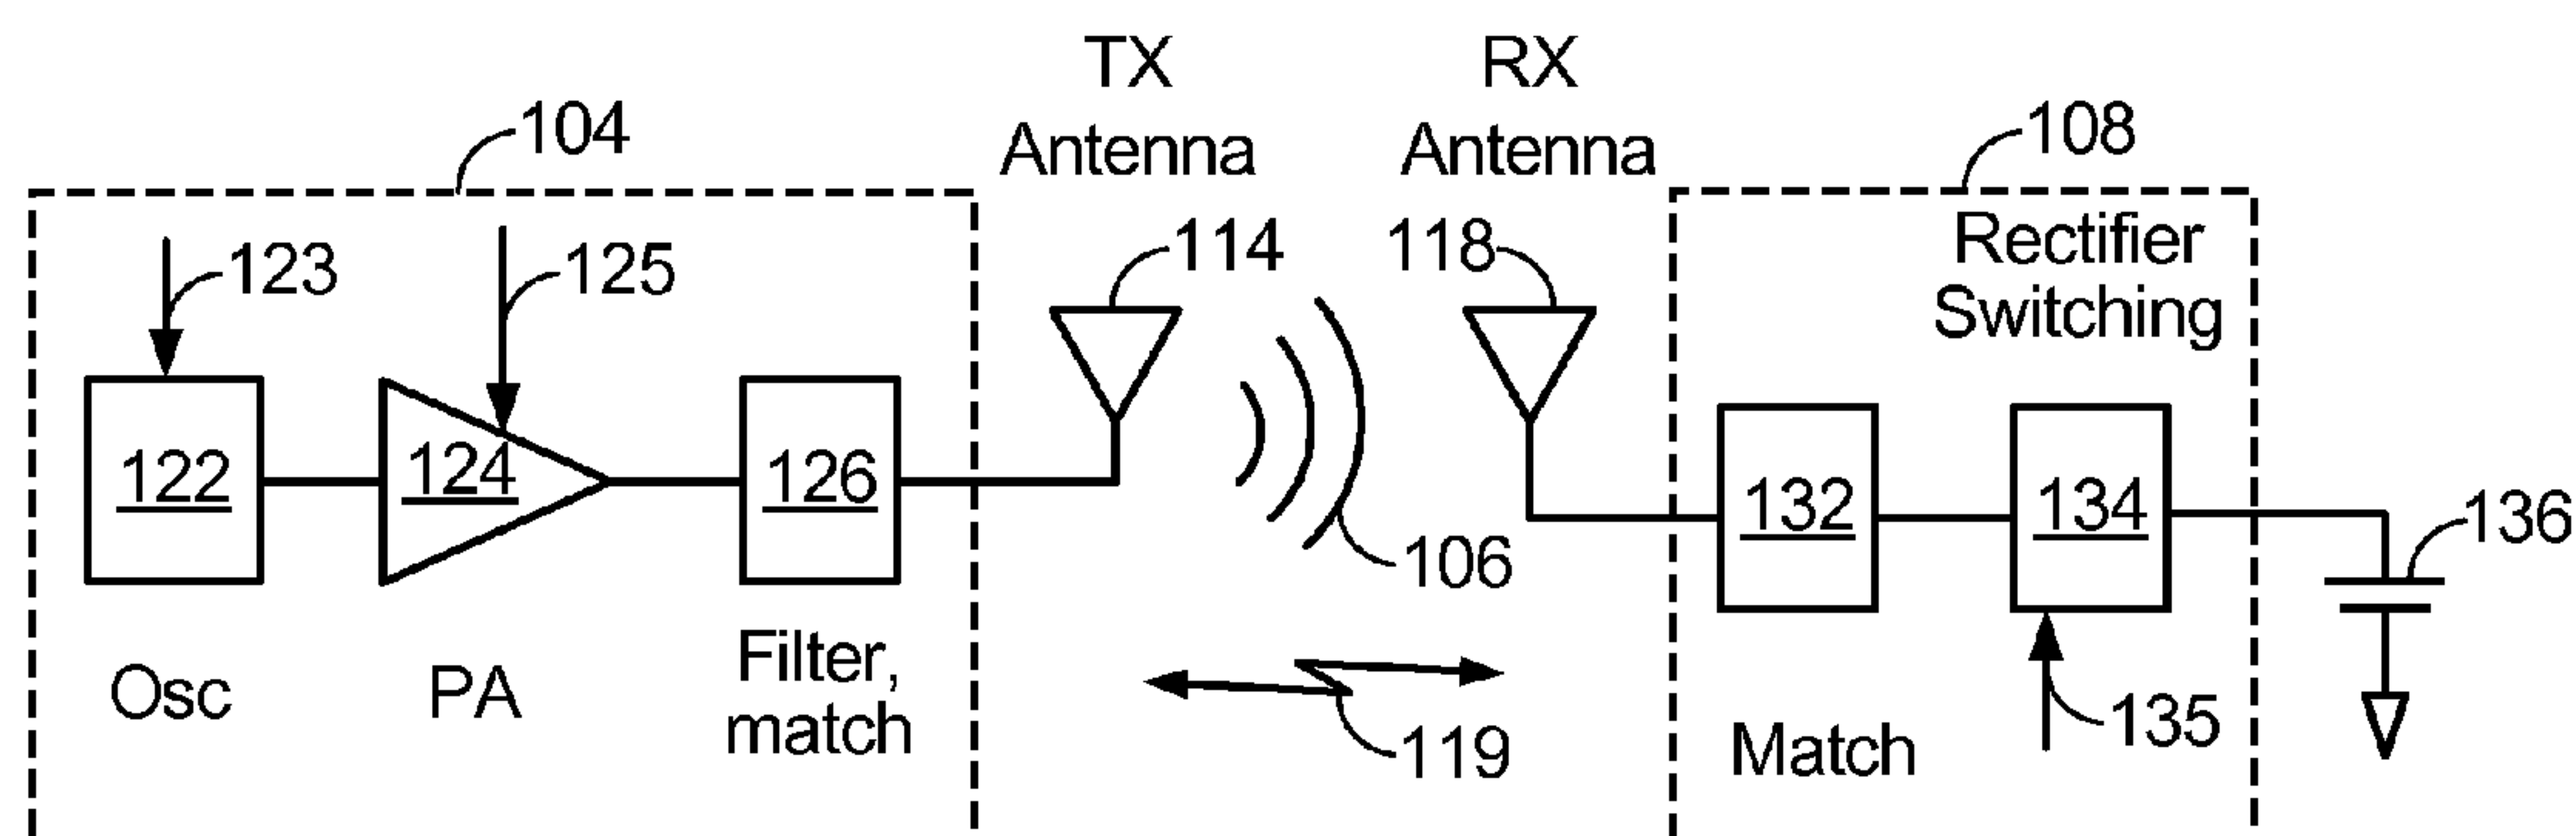 TX
Antenna
RX
Antenna
104
108
Rectifier
Switching
123
125
114
118
122
124
126
132
134
136
106
Osc
PA
Filter,
match
119
Match
135